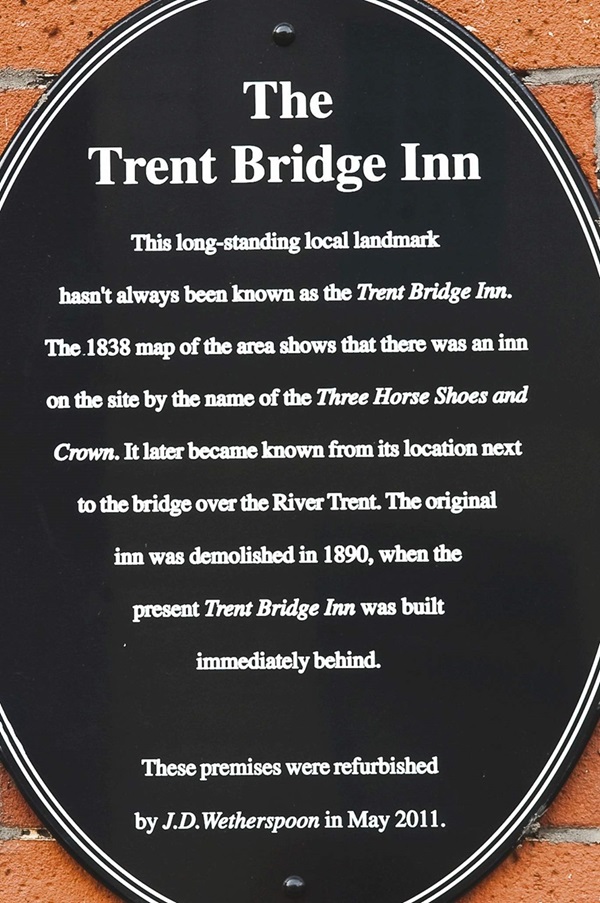 The
Trent Bridge Inn
This long-standing local landmark
hasn't always been known as the Trent Bridge Inn.
The 1838 map of the area shows that there was an inn
on the site by the name of the Three Horse Shoes and
Crown. It later became known from its location next
to the bridge over the River Trent. The original
inn was demolished in 1890, when the
present Trent Bridge Inn was built
immediately behind.
These premises were refurbished
by J.D.Wetherspoon in May 2011.